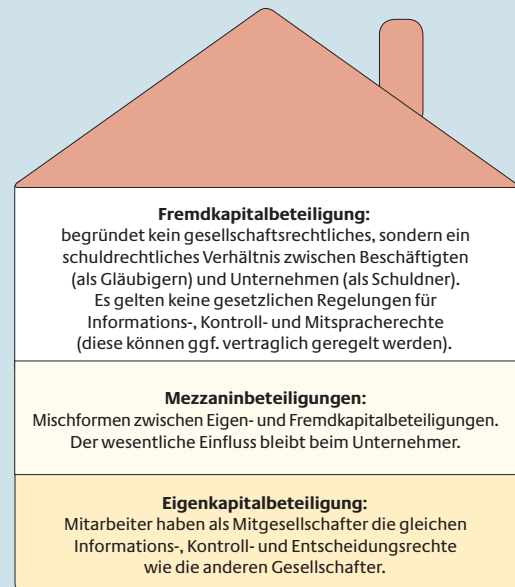 Fremdkapitalbeteiligung:
begründet kein gesellschaftsrechtliches, sondern ein
schuldrechtliches Verhältnis zwischen Beschäftigten
(als Gläubigern) und Unternehmen (als Schuldner).
Es gelten keine gesetzlichen Regelungen für
Informations-, Kontroll- und Mitspracherechte
(diese können ggf. vertraglich geregelt werden).
Mezzaninbeteiligungen:
Mischformen zwischen Eigen- und Fremdkapitalbeteiligungen.
Der wesentliche Einfluss bleibt beim Unternehmer.
Eigenkapitalbeteiligung:
Mitarbeiter haben als Mitgesellschafter die gleichen
Informations-, Kontroll- und Entscheidungsrechte
wie die anderen Gesellschafter.